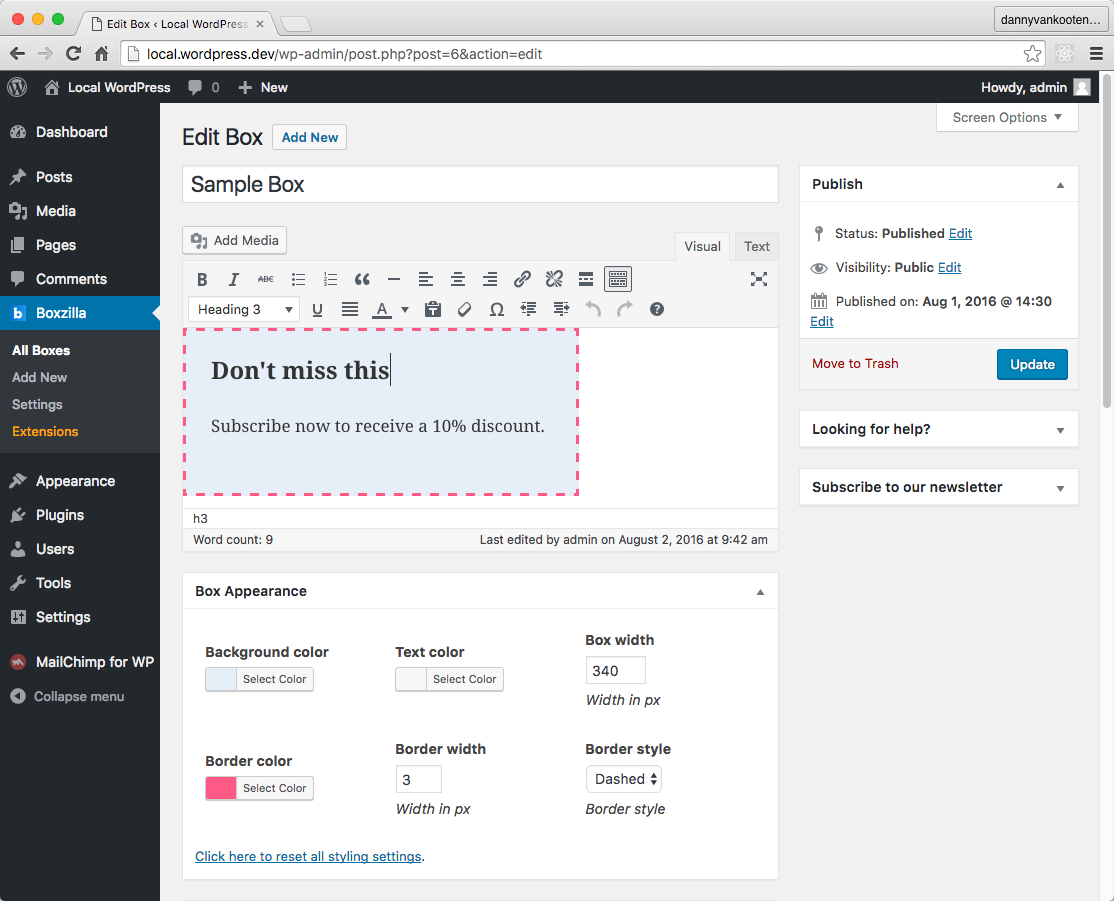 Edit Box ‹ Local WordPress
dannyvankooten...
local.wordpress.dev/wp-admin/post.php?post=6&action=edit
Local WordPress 0 New Howdy, admin
Dashboard
Posts
Media
Pages
Comments
Boxzilla
All Boxes
Add New
Settings
Extensions
Appearance
Plugins
Users
Tools
Settings
MailChimp for WP
Collapse menu
Screen Options
Edit Box Add New
Sample Box
Add Media
Visual Text
B I ABC
Heading 3 U A Ω
Don't miss this
Subscribe now to receive a 10% discount.
h3
Word count: 9 Last edited by admin on August 2, 2016 at 9:42 am
Box Appearance
Background color Text color Box width
Select Color Select Color 340
Width in px
Border color Border width Border style
Select Color 3 Dashed
Width in px Border style
Click here to reset all styling settings.
Publish
Status: Published Edit
Visibility: Public Edit
Published on: Aug 1, 2016 @ 14:30
Edit
Move to Trash Update
Looking for help?
Subscribe to our newsletter